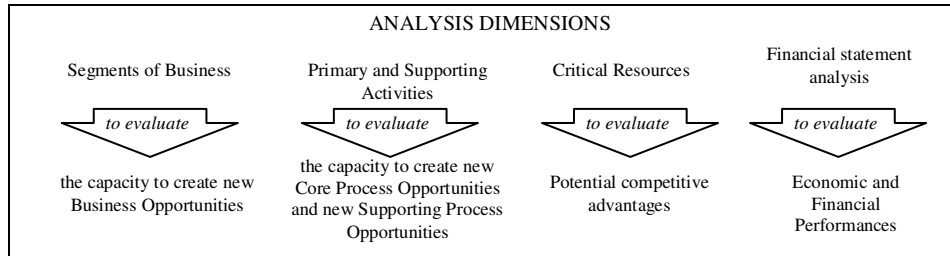 ANALYSIS DIMENSIONS
Segments of Business
to evaluate
the capacity to create new
Business Opportunities
Primary and Supporting
Activities
to evaluate
the capacity to create new
Core Process Opportunities
and new Supporting Process
Opportunities
Critical Resources
to evaluate
Potential competitive
advantages
Financial statement
analysis
to evaluate
Economic and
Financial
Performances